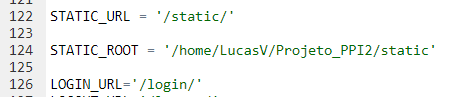 122 STATIC_URL = '/static/'
123
124 STATIC_ROOT = '/home/LucasV/Projeto_PPI2/static'
125
126 LOGIN_URL='/login/'